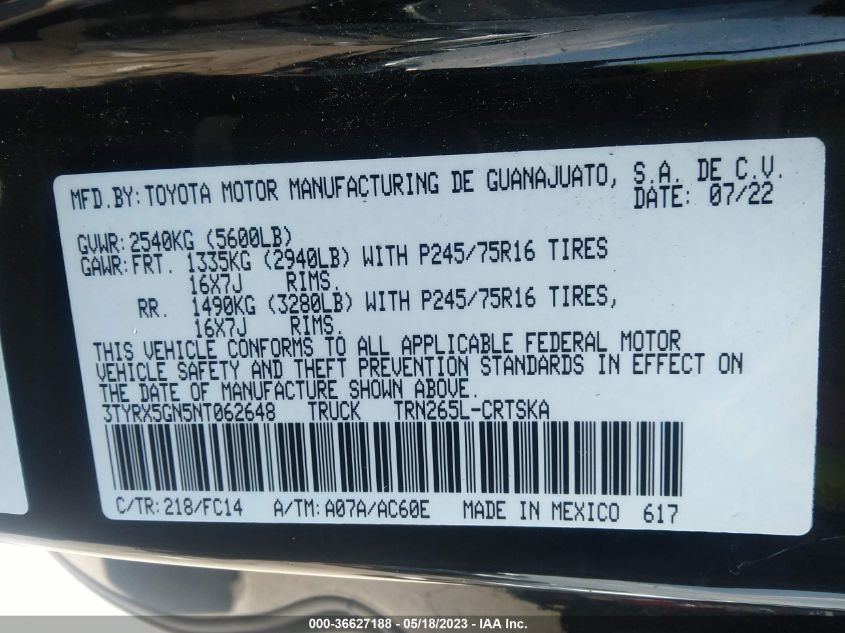 MFD.BY: TOYOTA MOTOR MANUFACTURING DE GUANAJUATO, S.A. DE C.V.
DATE: 07/22
GVWR: 2540KG (5600LB)
GAWR: FRT. 1335KG (2940LB) WITH P245/75R16 TIRES
16X7J RIMS.
RR. 1490KG (3280LB) WITH P245/75R16 TIRES,
16X7J RIMS.
THIS VEHICLE CONFORMS TO ALL APPLICABLE FEDERAL MOTOR
VEHICLE SAFETY AND THEFT PREVENTION STANDARDS IN EFFECT ON
THE DATE OF MANUFACTURE SHOWN ABOVE.
3TYRX5GN5NT062648 TRUCK TRN265L-CRTSKA
C/TR: 218/FC14 A/TM: A07A/AC60E MADE IN MEXICO 617
000-36627188 - 05/18/2023 - IAA Inc.